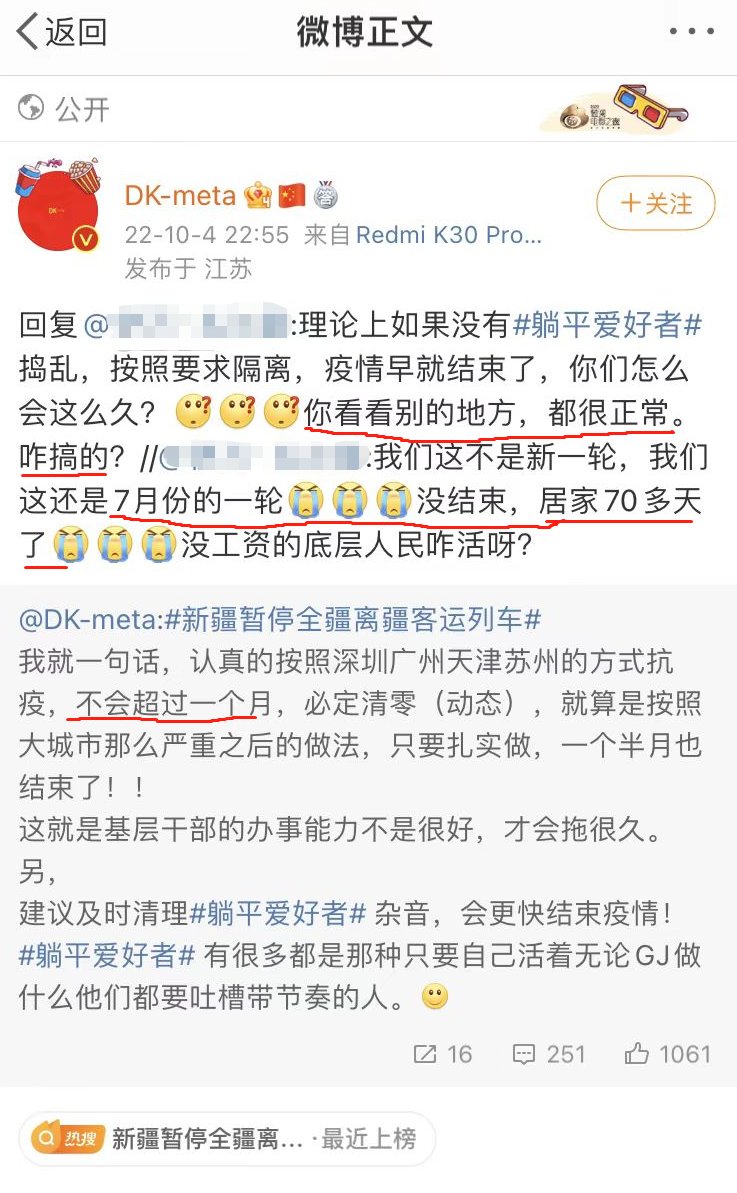 返回
微博正文
公开
DK-meta
22-10-4 22:55 来自 Redmi K30 Pro...
发布于 江苏
+关注
回复@:理论上如果没有#躺平爱好者#
捣乱，按照要求隔离，疫情早就结束了，你们怎么
会这么久？你看看别的地方，都很正常。
咋搞的？//@:我们这不是新一轮，我们
这还是7月份的一轮没结束，居家70多天
了没工资的底层人民咋活呀？
@DK-meta:#新疆暂停全疆离疆客运列车#
我就一句话，认真的按照深圳广州天津苏州的方式抗
疫，不会超过一个月，必定清零（动态），就算是按照
大城市那么严重之后的做法，只要扎实做，一个半月也
结束了！！
这就是基层干部的办事能力不是很好，才会拖很久。
另，
建议及时清理#躺平爱好者# 杂音，会更快结束疫情！
#躺平爱好者# 有很多都是那种只要自己活着无论GJ做
什么他们都要吐槽带节奏的人。
16 251 1061
热搜 新疆暂停全疆离... ·最近上榜